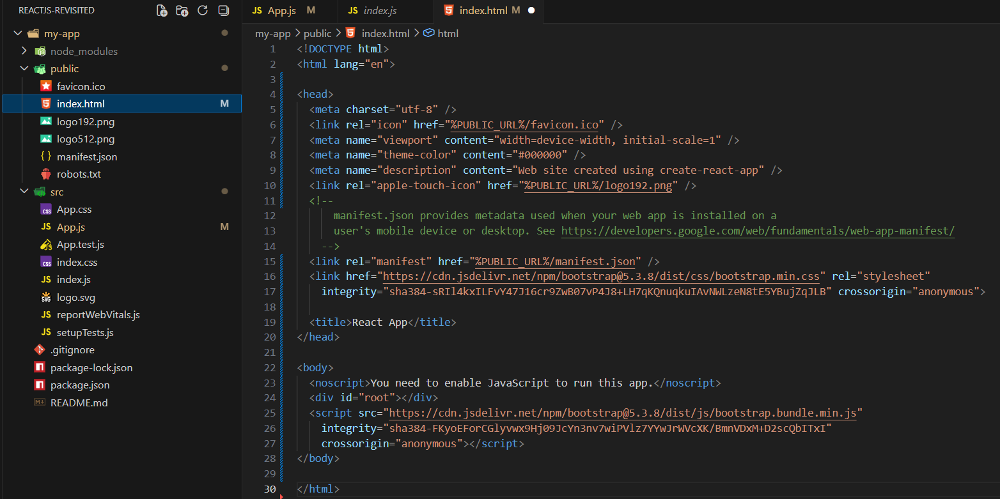 REACTJS-REVISITED
my-app
node_modules
public
favicon.ico
index.html M
logo192.png
logo512.png
manifest.json
robots.txt
src
App.css
App.js M
App.test.js
index.css
index.js
logo.svg
reportWebVitals.js
setupTests.js
.gitignore
package-lock.json
package.json
README.md
JS App.js M
JS index.js
index.html M
my-app > public > index.html > html
1 <!DOCTYPE html>
2 <html lang="en">
3
4 <head>
5 <meta charset="utf-8" />
6 <link rel="icon" href="%PUBLIC_URL%/favicon.ico" />
7 <meta name="viewport" content="width=device-width, initial-scale=1" />
8 <meta name="theme-color" content="#000000" />
9 <meta name="description" content="Web site created using create-react-app" />
10 <link rel="apple-touch-icon" href="%PUBLIC_URL%/logo192.png" />
11 <!--
12 manifest.json provides metadata used when your web app is installed on a
13 user's mobile device or desktop. See https://developers.google.com/web/fundamentals/web-app-manifest/
14 -->
15 <link rel="manifest" href="%PUBLIC_URL%/manifest.json" />
16 <link href="https://cdn.jsdelivr.net/npm/bootstrap@5.3.8/dist/css/bootstrap.min.css" rel="stylesheet"
17 integrity="sha384-sRIl4kxILFvY47J16cr9ZwB07vP4J8+LH7qKQnuqkuIAvNWLzeN8tE5YBujZqJLB" crossorigin="anonymous">
18
19 <title>React App</title>
20 </head>
21
22 <body>
23 <noscript>You need to enable JavaScript to run this app.</noscript>
24 <div id="root"></div>
25 <script src="https://cdn.jsdelivr.net/npm/bootstrap@5.3.8/dist/js/bootstrap.bundle.min.js"
26 integrity="sha384-FKyoEForCGlyvwx9Hj09JcYn3nv7wiPVlz7YYwJrWVcXK/BmnVDxM+D2scQbITxI"
27 crossorigin="anonymous"></script>
28 </body>
29
30 </html>